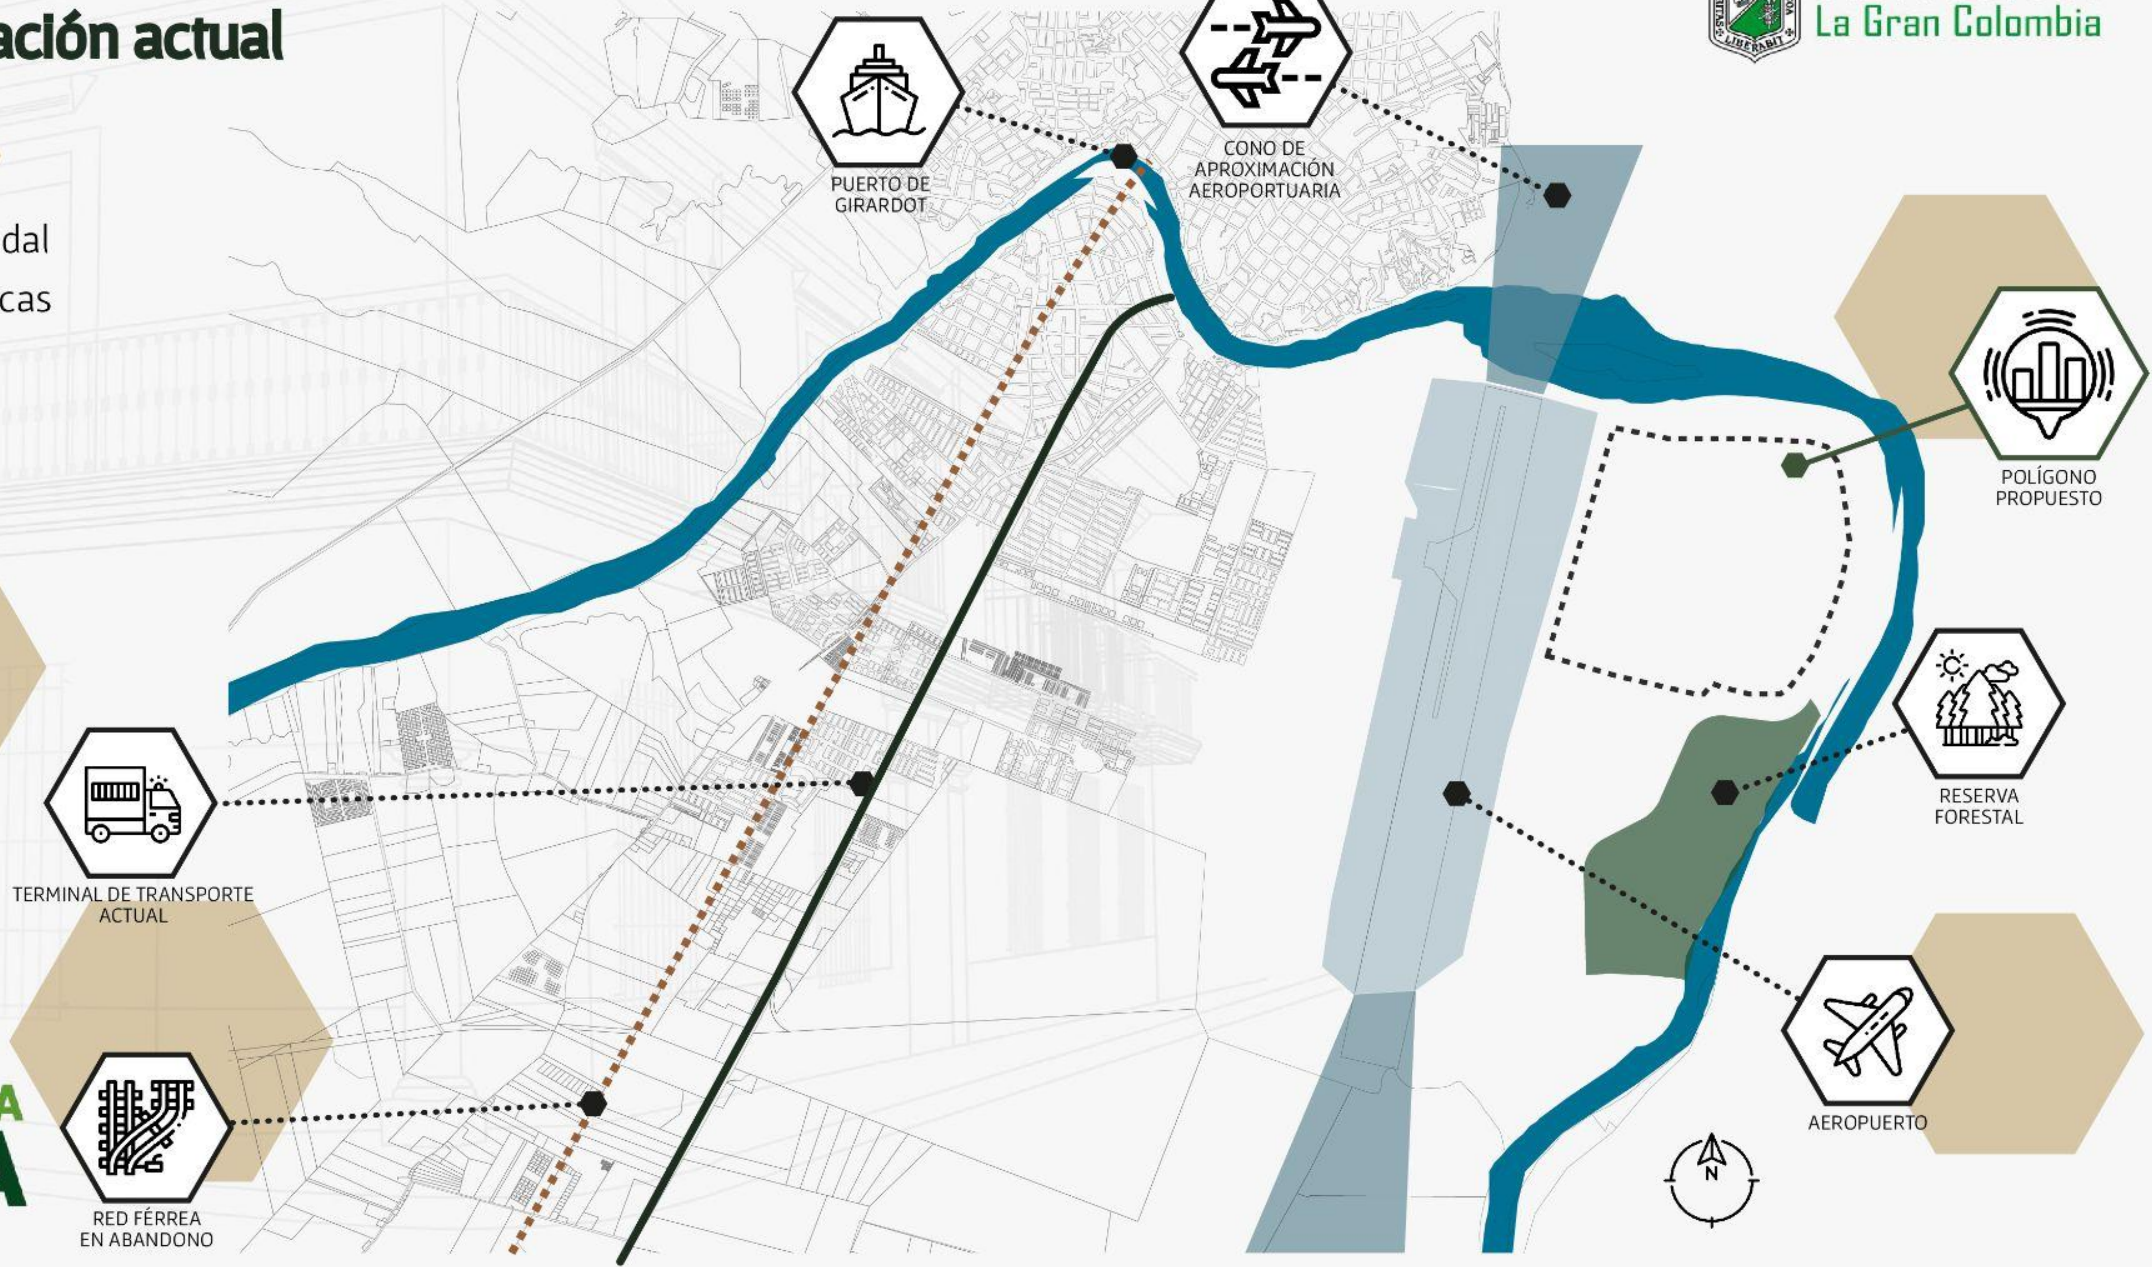 ación actual
La Gran Colombia
LIBERABIT
dal
cas
PUERTO DE
GIRARDOT
CONO DE
APROXIMACIÓN
AEROPORTUARIA
POLÍGONO
PROPUESTO
RESERVA
FORESTAL
TERMINAL DE TRANSPORTE
ACTUAL
AEROPUERTO
N
A
A
RED FÉRREA
EN ABANDONO